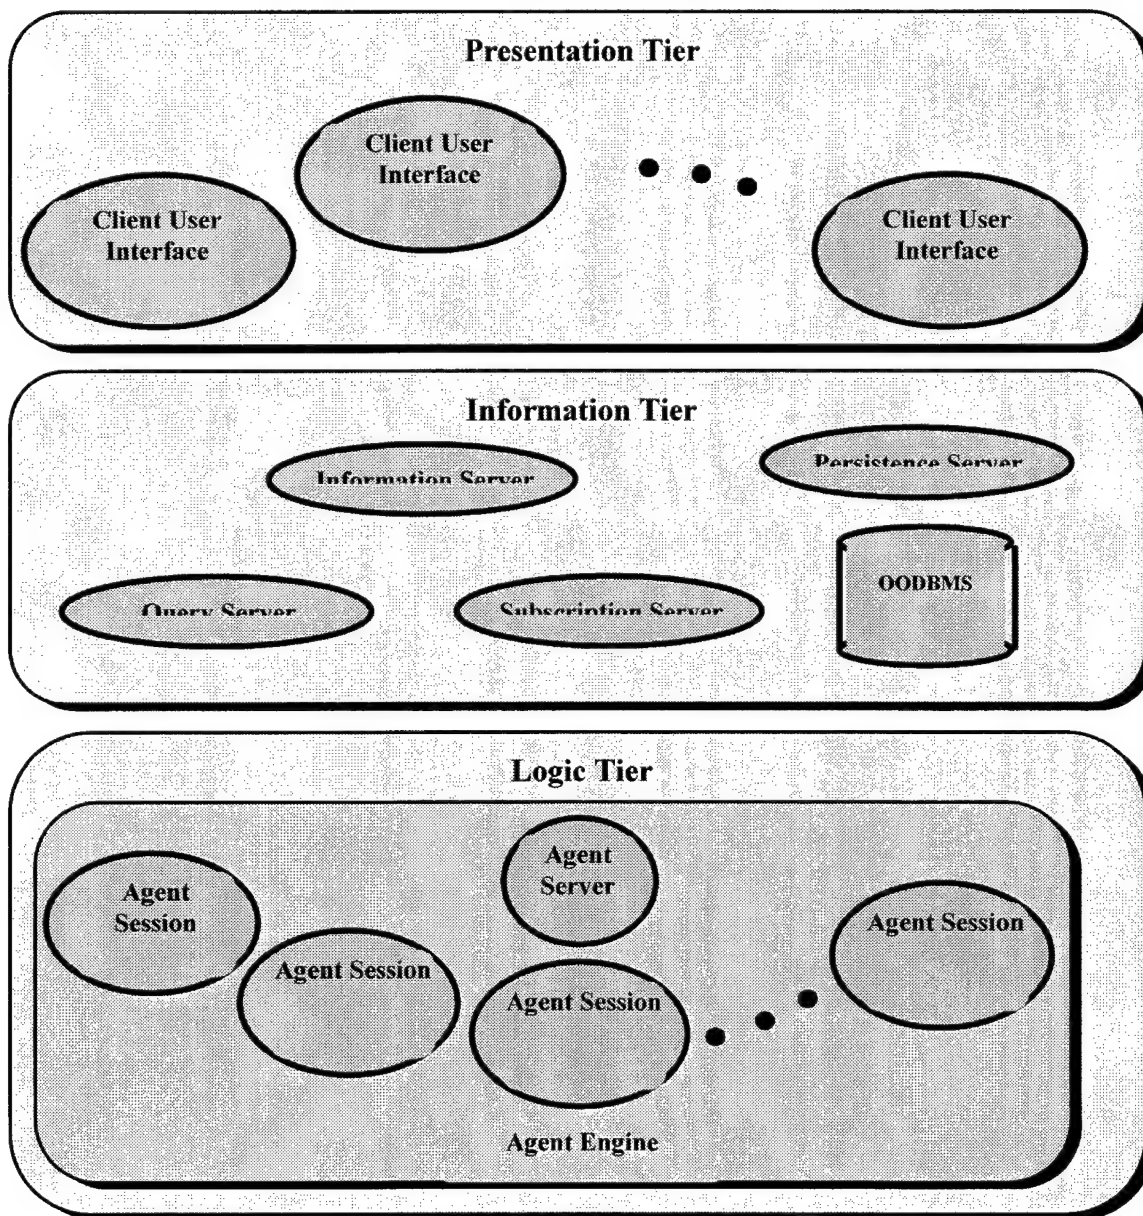 Presentation Tier
Client User
Interface
Client User
Interface
Client User
Interface
Information Tier
Information Server
Persistence Server
Query Server
Subscription Server
OODBMS
Logic Tier
Agent
Session
Agent Session
Agent
Server
Agent Session
Agent Session
Agent Engine